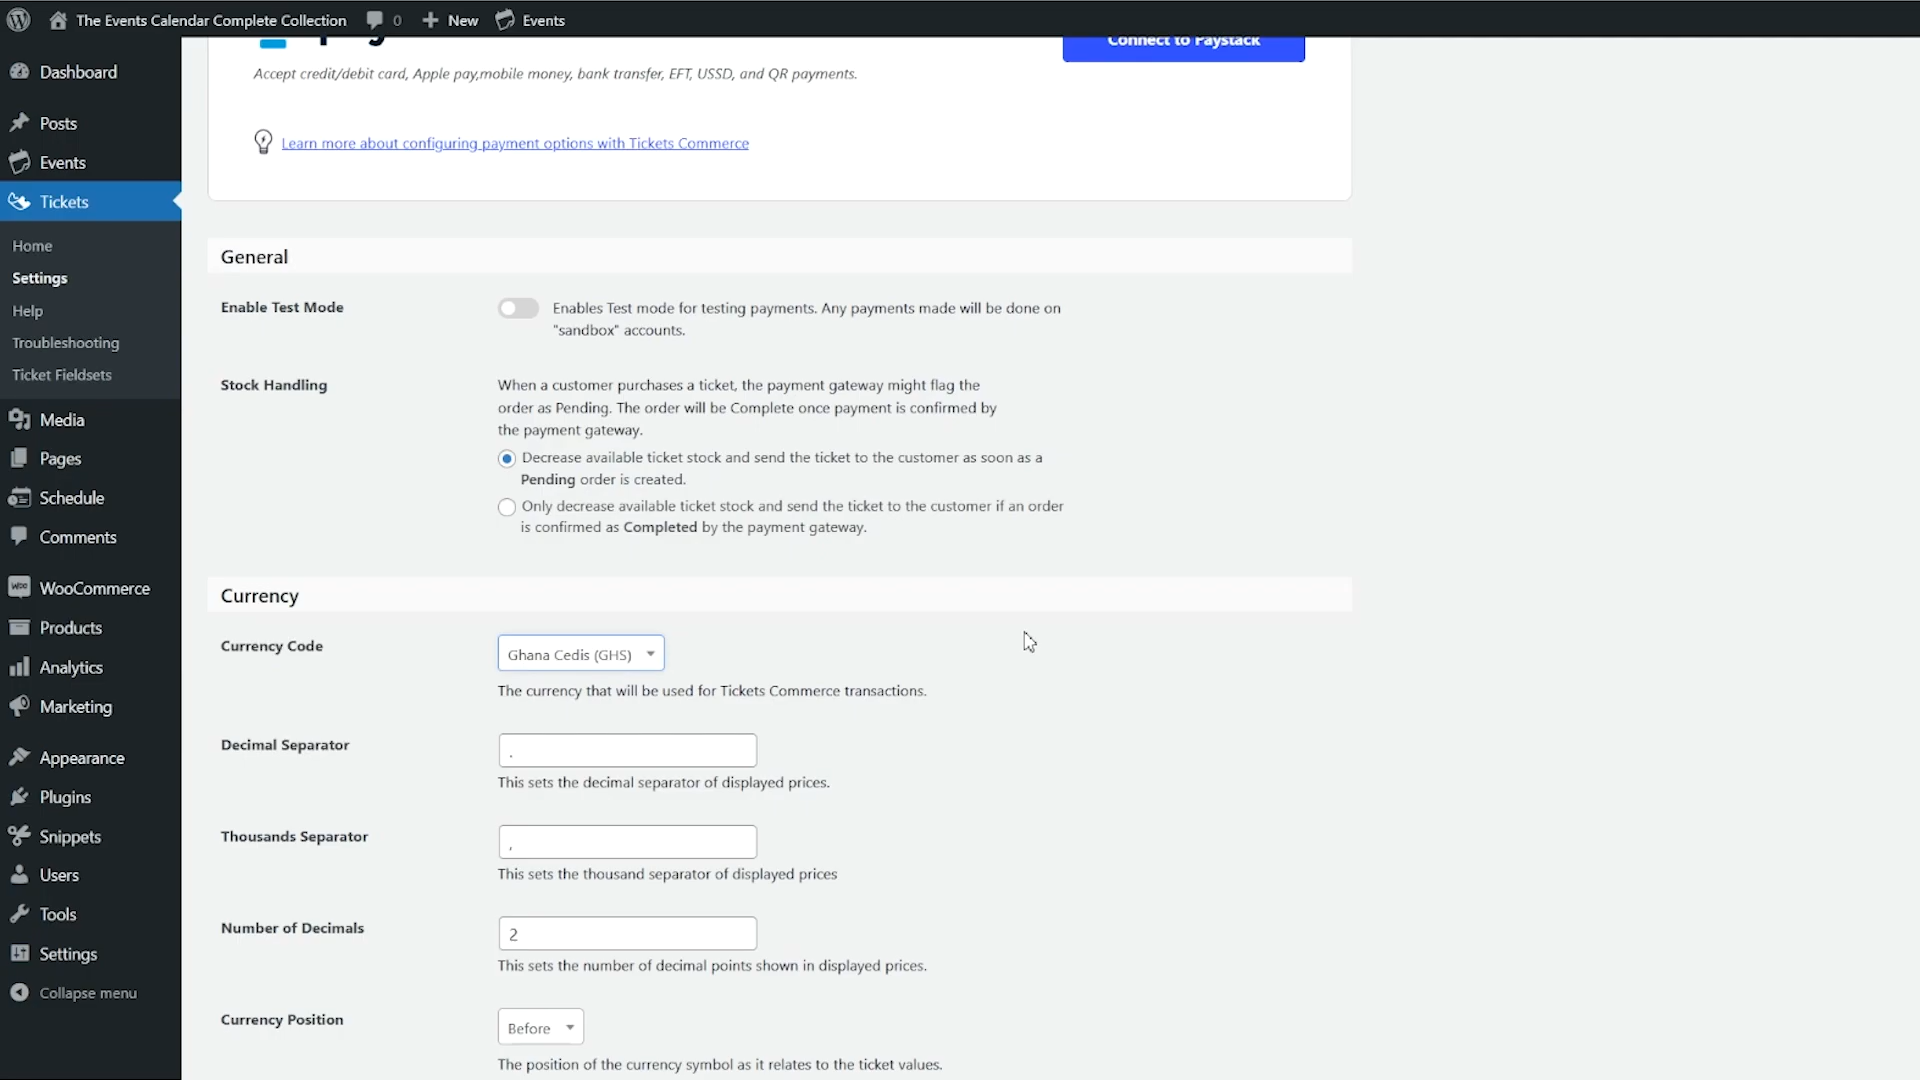 The Events Calendar Complete Collection 0 New Events
Connect to Paystack
Accept credit/debit card, Apple pay,mobile money, bank transfer, EFT, USSD, and QR payments.
Learn more about configuring payment options with Tickets Commerce
Dashboard
Posts
Events
Tickets
Home
Settings
Help
Troubleshooting
Ticket Fieldsets
Media
Pages
Schedule
Comments
WooCommerce
Products
Analytics
Marketing
Appearance
Plugins
Snippets
Users
Tools
Settings
Collapse menu
General
Enable Test Mode
Enables Test mode for testing payments. Any payments made will be done on
"sandbox" accounts.
Stock Handling
When a customer purchases a ticket, the payment gateway might flag the
order as Pending. The order will be Complete once payment is confirmed by
the payment gateway.
Decrease available ticket stock and send the ticket to the customer as soon as a
Pending order is created.
Only decrease available ticket stock and send the ticket to the customer if an order
is confirmed as Completed by the payment gateway.
Currency
Currency Code
Ghana Cedis (GHS)
The currency that will be used for Tickets Commerce transactions.
Decimal Separator
.
This sets the decimal separator of displayed prices.
Thousands Separator
,
This sets the thousand separator of displayed prices
Number of Decimals
2
This sets the number of decimal points shown in displayed prices.
Currency Position
Before
The position of the currency symbol as it relates to the ticket values.